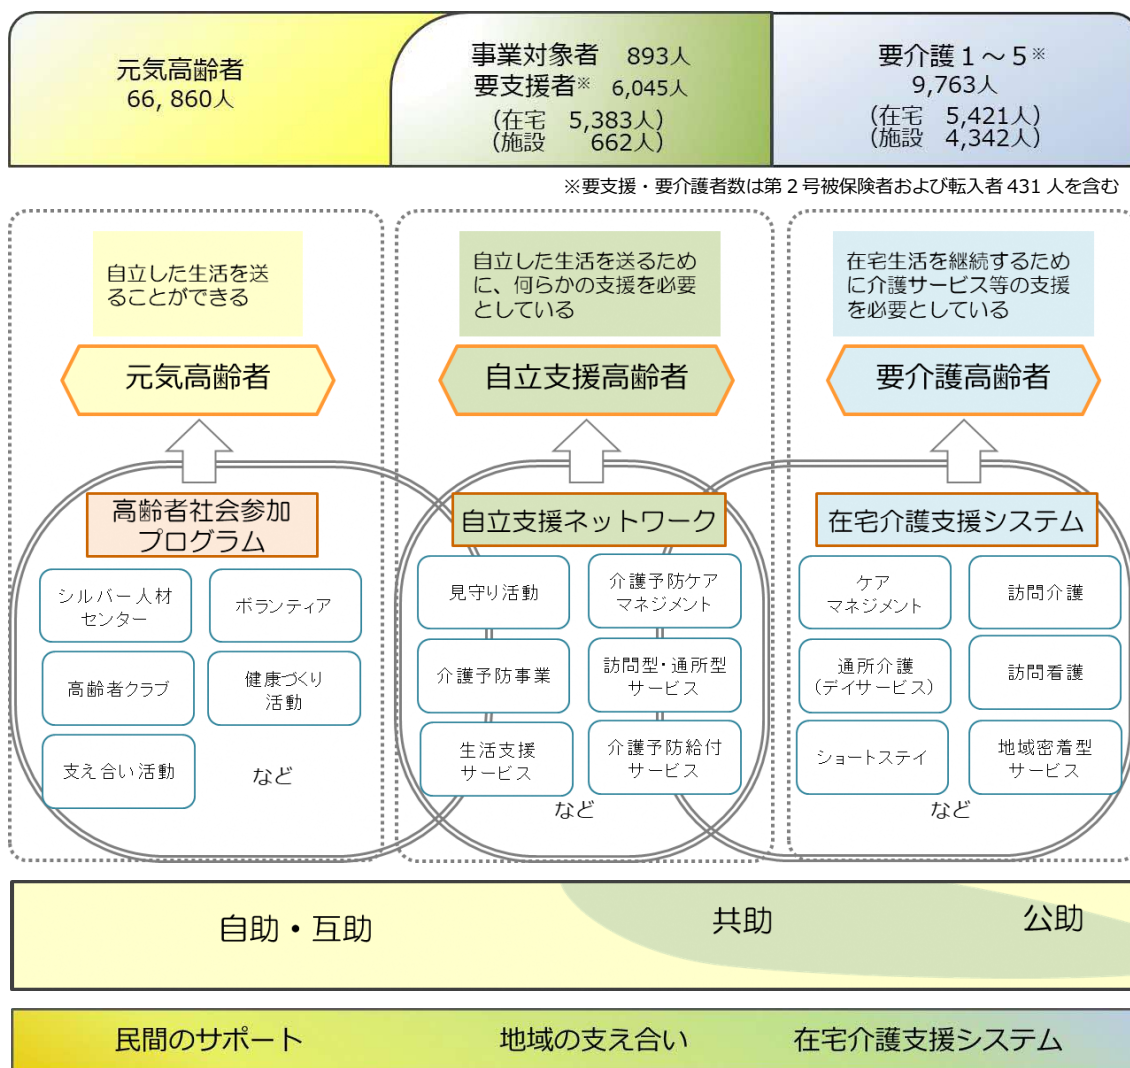 元気高齢者
66, 860人
事業対象者 893人
要支援者※ 6,045人
(在宅 5,383人)
(施設 662人)
要介護1～5※
9,763人
(在宅 5,421人)
(施設 4,342人)
※要支援・要介護者数は第２号被保険者および転入者 431 人を含む
自立した生活を送
ることができる
元気高齢者
自立した生活を送るため
に、何らかの支援を必要
としている
自立支援高齢者
在宅生活を継続するため
に介護サービス等の支援
を必要としている
要介護高齢者
高齢者社会参加
プログラム
シルバー人材
センター
ボランティア
高齢者クラブ
健康づくり
活動
支え合い活動
など
自立支援ネットワーク
見守り活動
介護予防ケア
マネジメント
介護予防事業
訪問型・通所型
サービス
生活支援
サービス
介護予防給付
サービス
など
在宅介護支援システム
ケア
マネジメント
訪問介護
通所介護
(デイサービス)
訪問看護
ショートステイ
地域密着型
サービス
など
自助・互助
共助
公助
民間のサポート
地域の支え合い
在宅介護支援システム